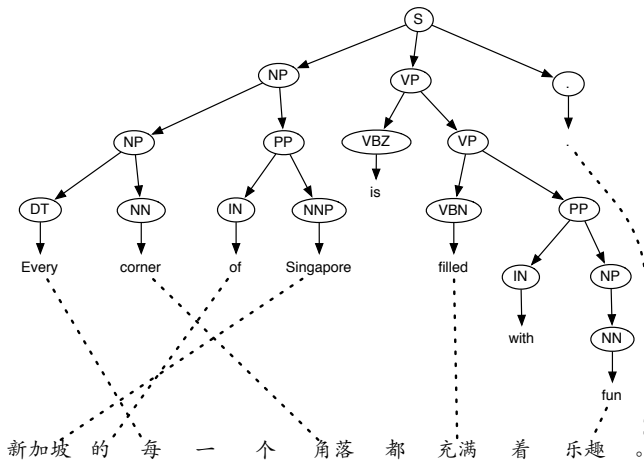 S
NP VP .
NP PP VBZ VP .
is
DT NN IN NNP VBN PP
Every corner of Singapore filled IN NP
with NN
fun
新加坡 的 每 一 个 角落 都 充满 着 乐趣 。